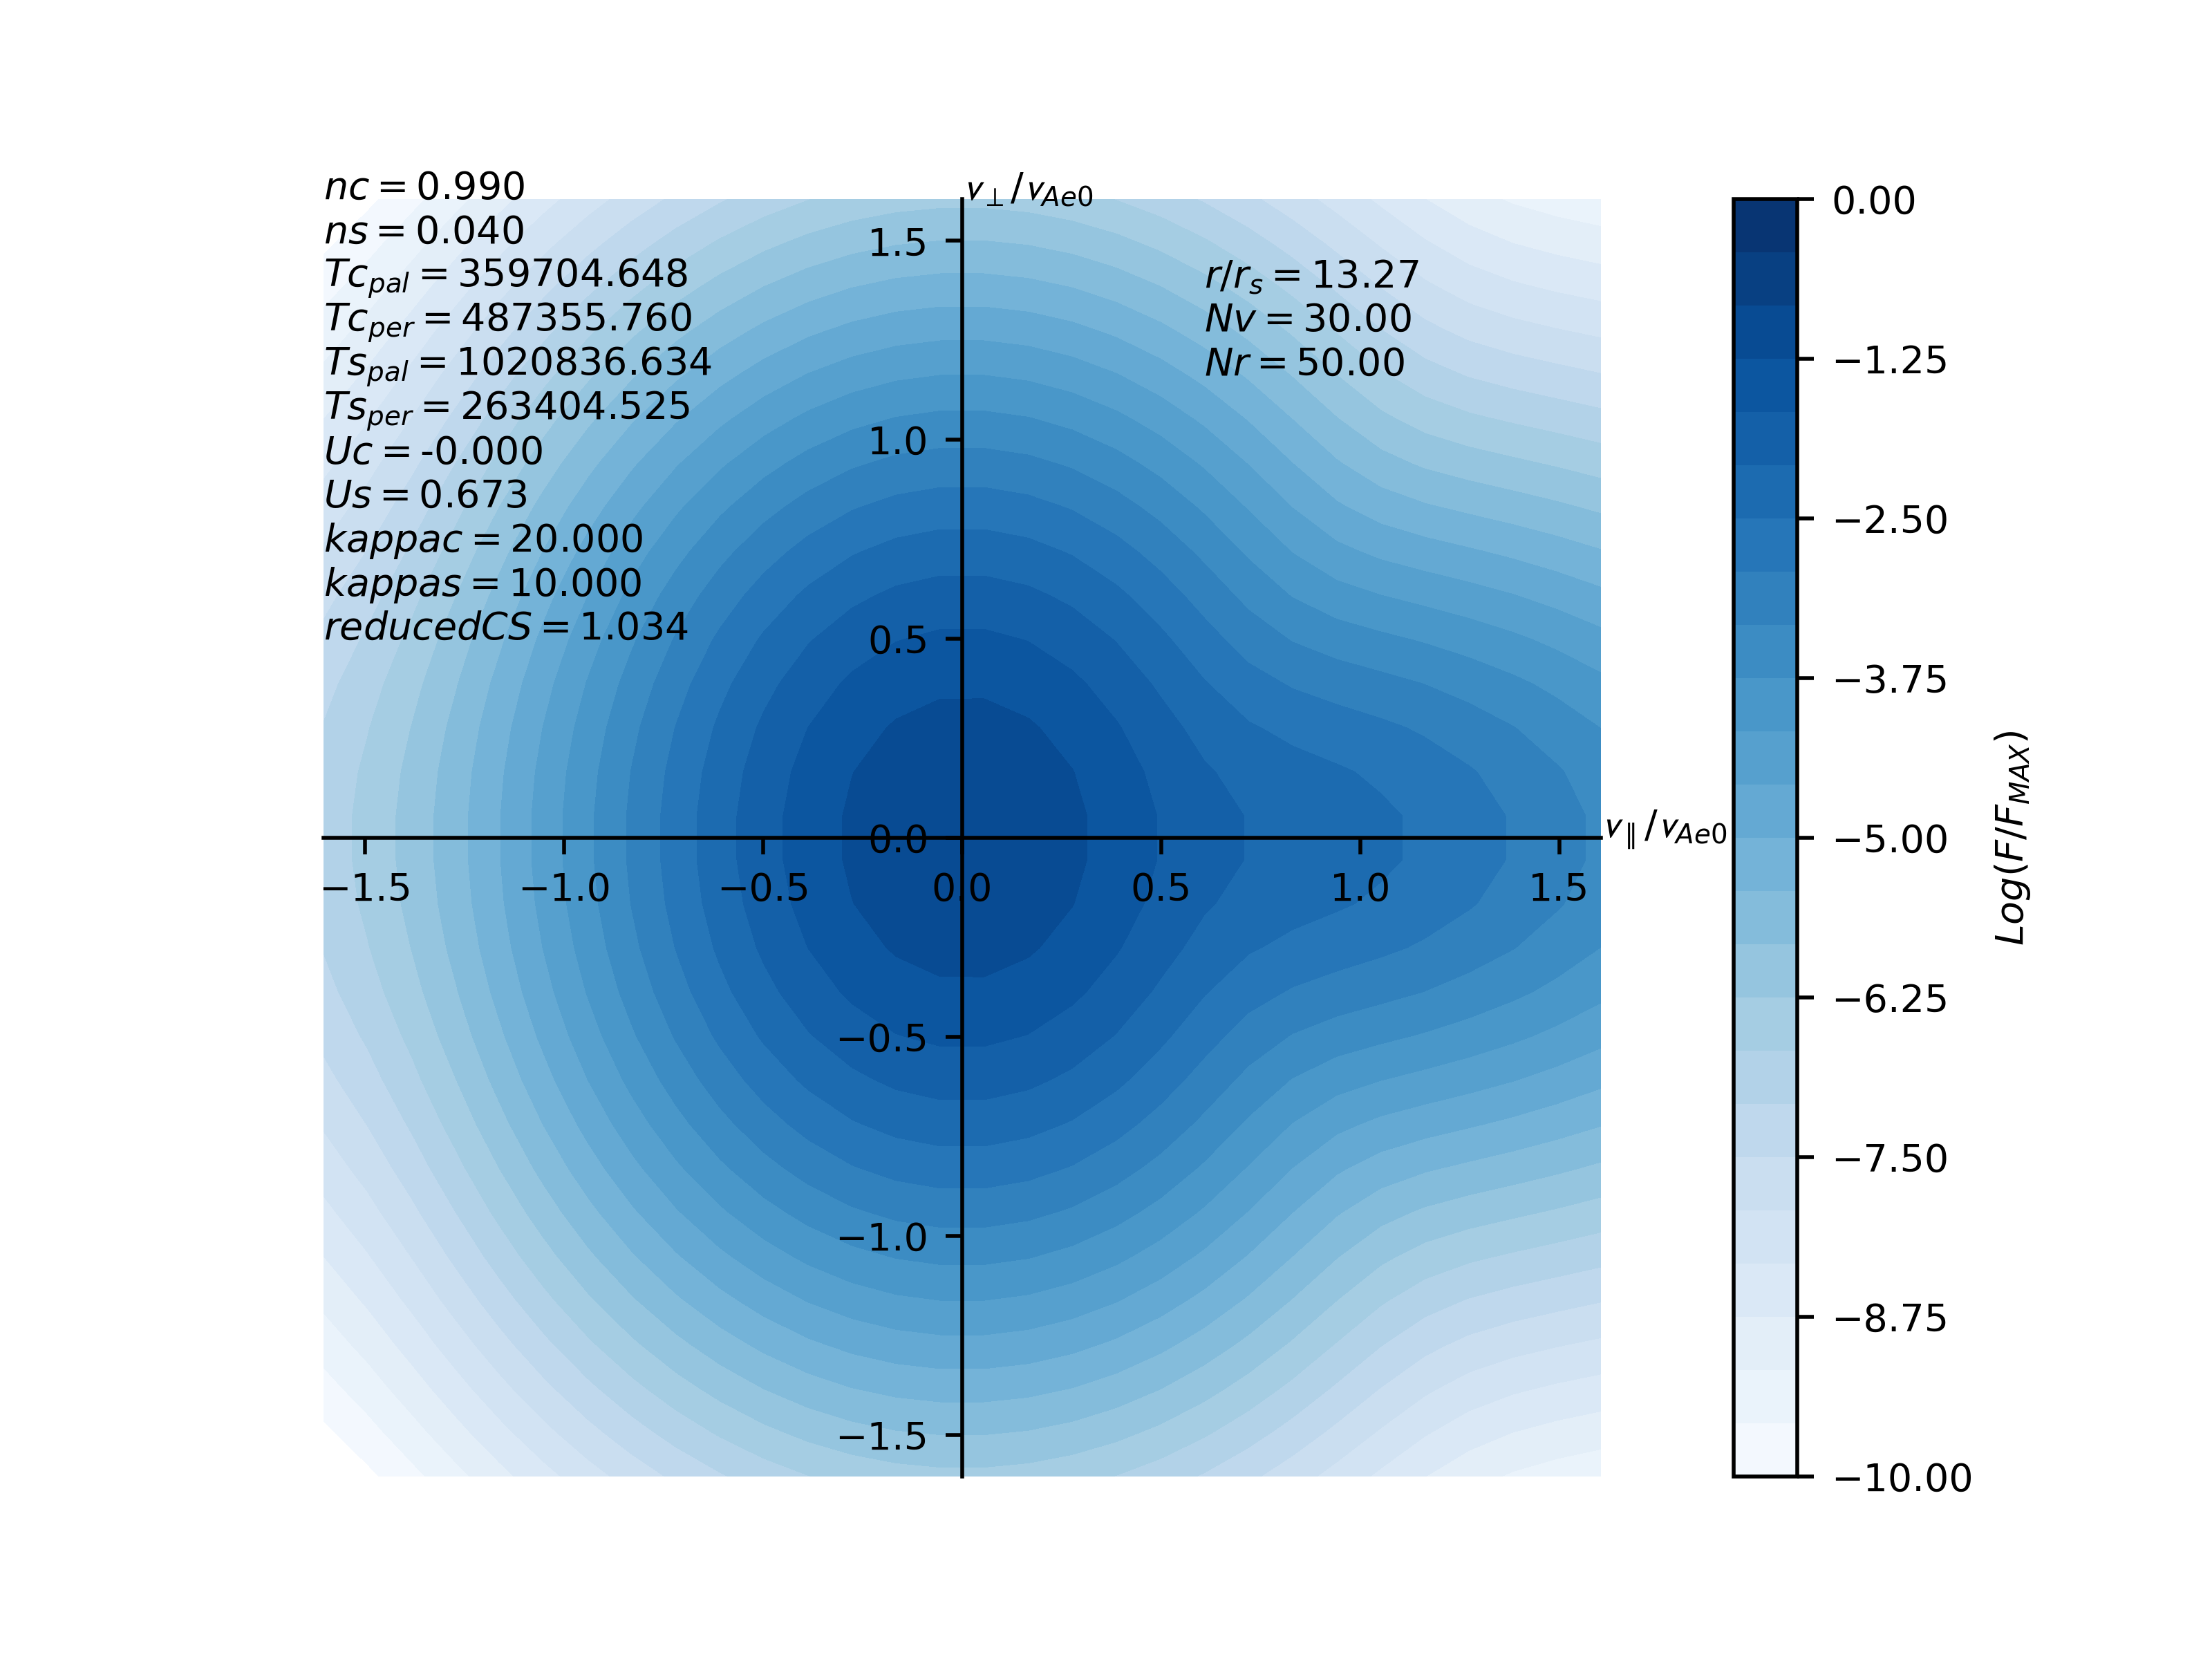 nc = 0.990
ns = 0.040
Tc_pal = 359704.648
Tc_per = 487355.760
Ts_pal = 1020836.634
Ts_per = 263404.525
Uc = -0.000
Us = 0.673
kappac = 20.000
kappas = 10.000
reducedCS = 1.034
v⊥/v_Ae0
r/r_s = 13.27
Nv = 30.00
Nr = 50.00
1.5
1.0
0.5
0.0
−0.5
−1.0
−1.5
−1.5 −1.0 −0.5 0.0 0.5 1.0 1.5
v∥/v_Ae0
0.00
−1.25
−2.50
−3.75
−5.00
−6.25
−7.50
−8.75
−10.00
Log(F/F_MAX)